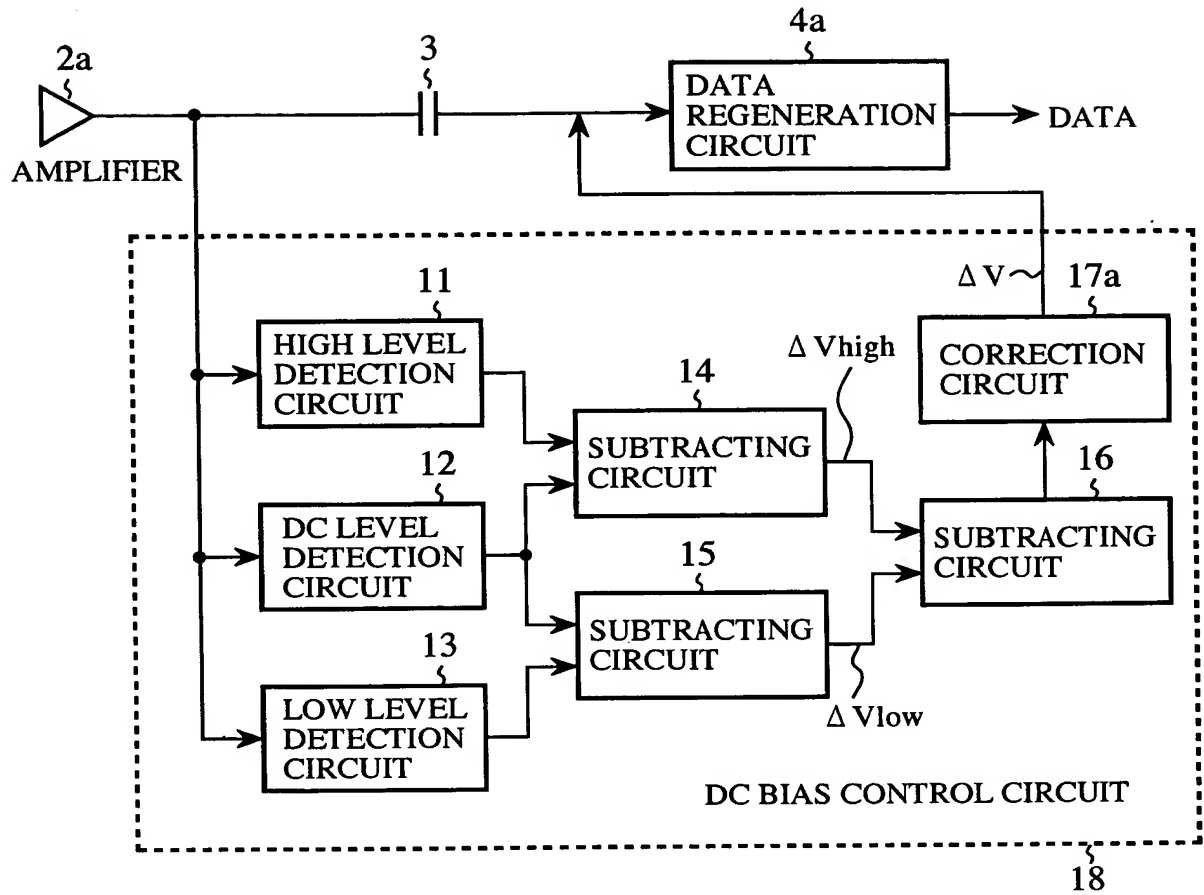 2a
3
4a
AMPLIFIER
DATA
REGENERATION
CIRCUIT
DATA
ΔV
17a
CORRECTION
CIRCUIT
11
HIGH LEVEL
DETECTION
CIRCUIT
ΔVhigh
14
SUBTRACTING
CIRCUIT
12
DC LEVEL
DETECTION
CIRCUIT
16
SUBTRACTING
CIRCUIT
15
SUBTRACTING
CIRCUIT
13
LOW LEVEL
DETECTION
CIRCUIT
ΔVlow
DC BIAS CONTROL CIRCUIT
18